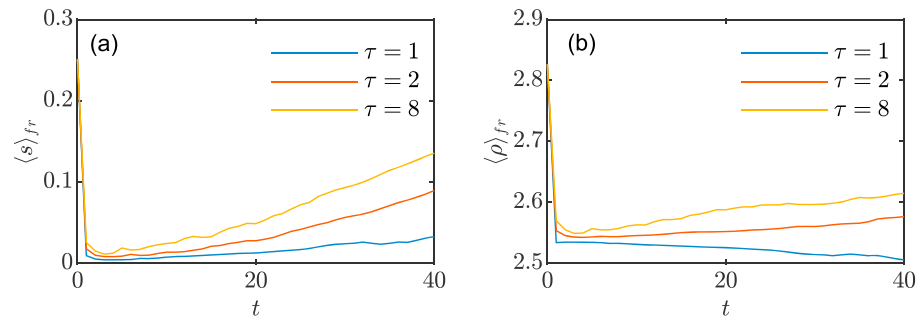 (a)
0.3
0.2
0.1
0
⟨s⟩fr
τ = 1
τ = 2
τ = 8
0 20 40
t
(b)
2.9
2.8
2.7
2.6
2.5
⟨ρ⟩fr
τ = 1
τ = 2
τ = 8
0 20 40
t